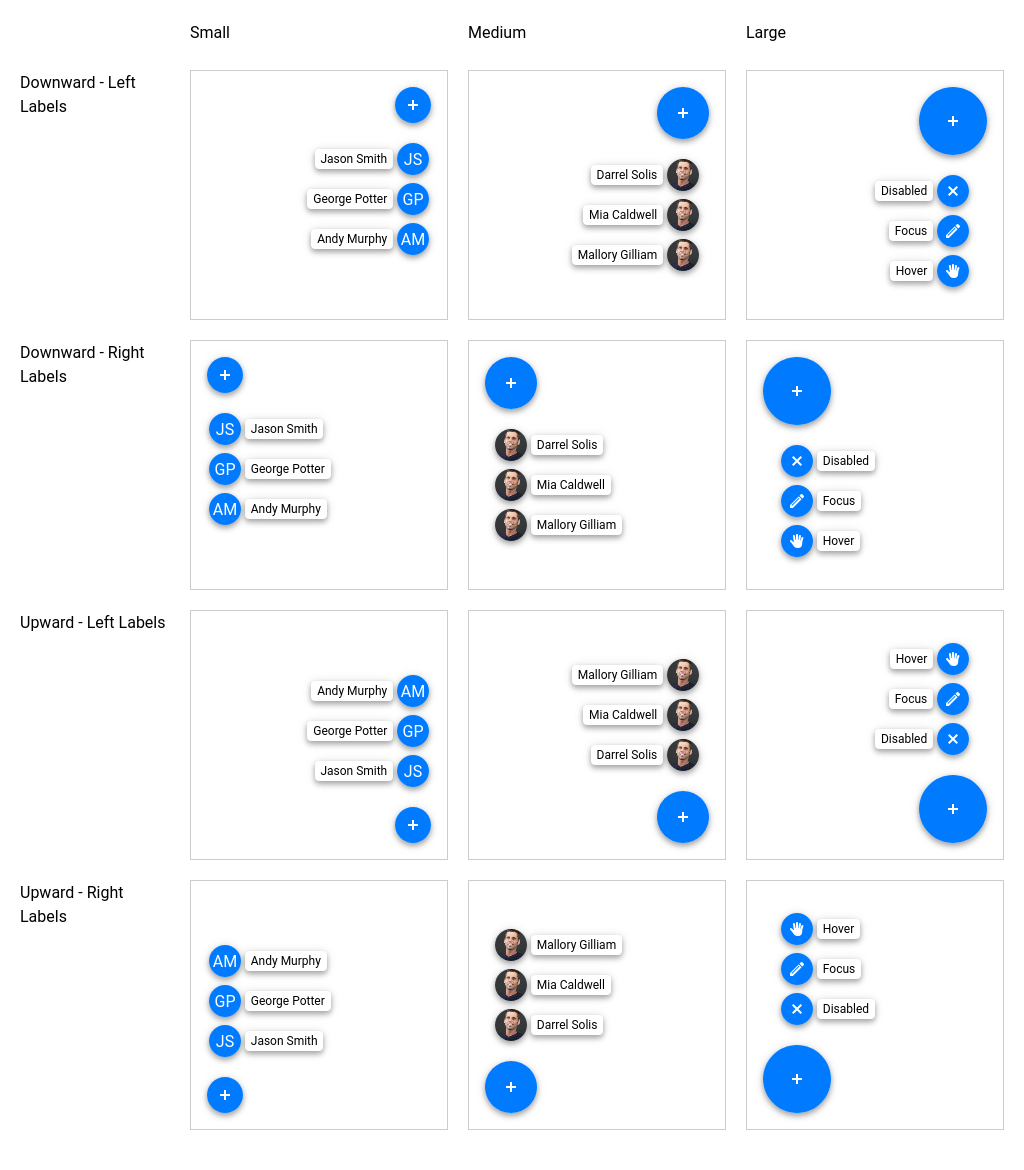 Small Medium Large
Downward - Left
Labels
Jason Smith JS
George Potter GP
Andy Murphy AM
Darrel Solis
Mia Caldwell
Mallory Gilliam
Disabled
Focus
Hover
Downward - Right
Labels
JS Jason Smith
GP George Potter
AM Andy Murphy
Darrel Solis
Mia Caldwell
Mallory Gilliam
Disabled
Focus
Hover
Upward - Left Labels
Andy Murphy AM
George Potter GP
Jason Smith JS
Mallory Gilliam
Mia Caldwell
Darrel Solis
Hover
Focus
Disabled
Upward - Right
Labels
AM Andy Murphy
GP George Potter
JS Jason Smith
Mallory Gilliam
Mia Caldwell
Darrel Solis
Hover
Focus
Disabled